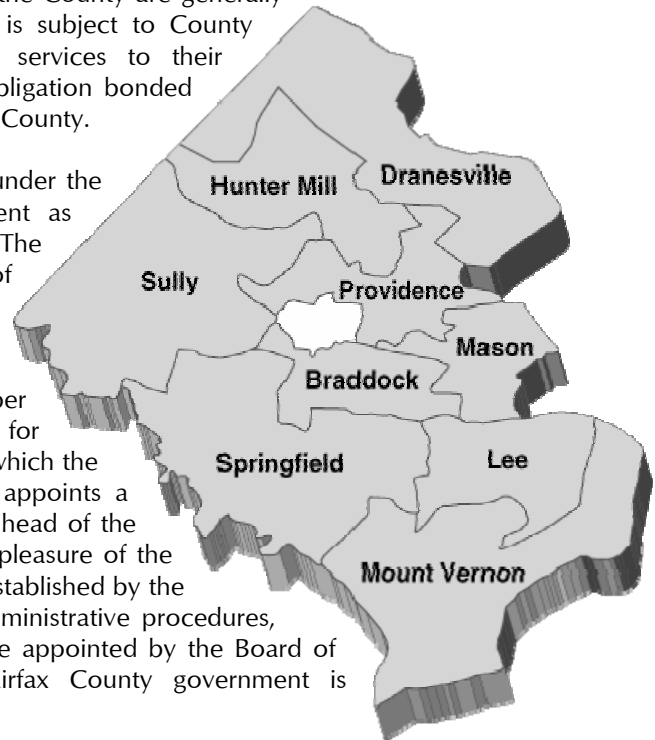 the County are generally
is subject to County
services to their
bligation bonded
County.
under the
ent as
The
of
per
for
which the
appoints a
head of the
pleasure of the
established by the
ministrative procedures,
e appointed by the Board of
irfax County government is
Hunter Mill
Dranesville
Sully
Providence
Mason
Braddock
Springfield
Lee
Mount Vernon